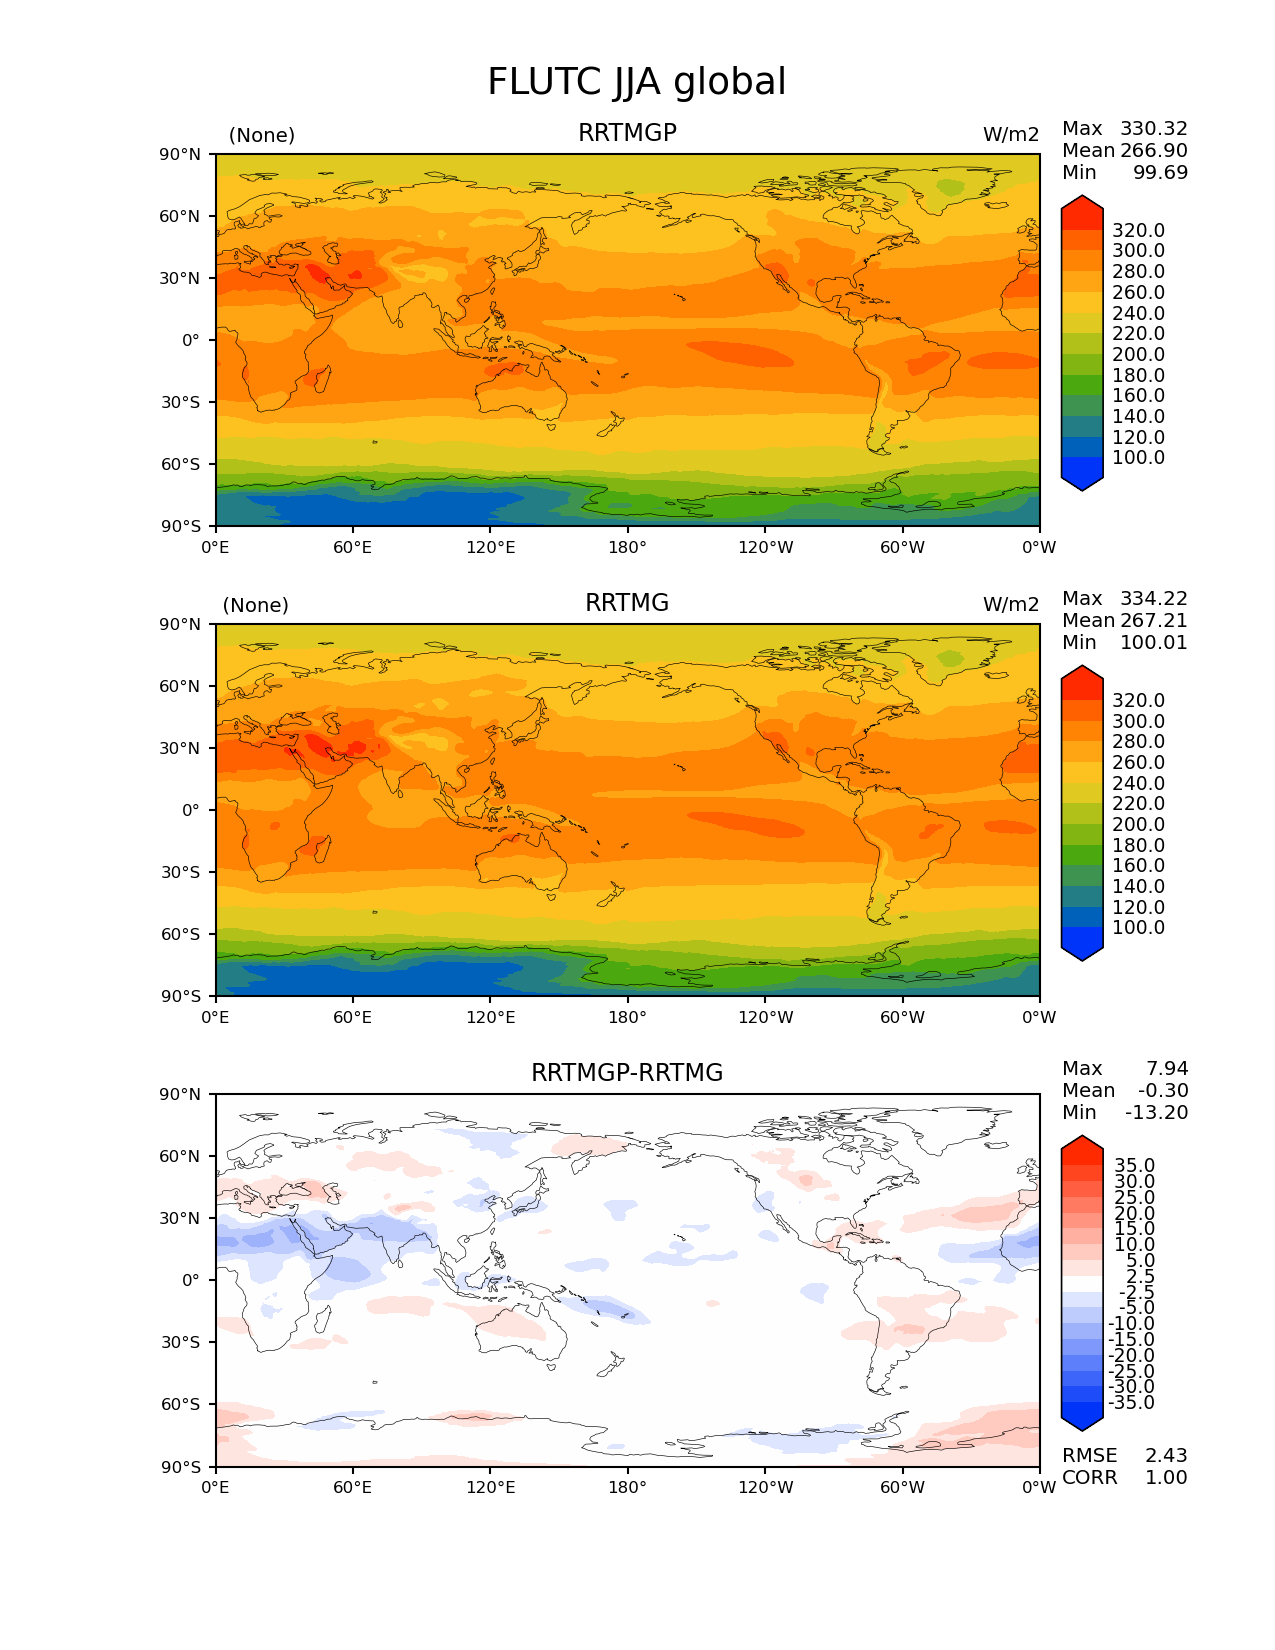 FLUTC JJA global
(None) RRTMGP W/m2
Max 330.32
Mean 266.90
Min 99.69
90°N
60°N
30°N
0°
30°S
60°S
90°S
0°E 60°E 120°E 180° 120°W 60°W 0°W
320.0
300.0
280.0
260.0
240.0
220.0
200.0
180.0
160.0
140.0
120.0
100.0
(None) RRTMG W/m2
Max 334.22
Mean 267.21
Min 100.01
90°N
60°N
30°N
0°
30°S
60°S
90°S
0°E 60°E 120°E 180° 120°W 60°W 0°W
320.0
300.0
280.0
260.0
240.0
220.0
200.0
180.0
160.0
140.0
120.0
100.0
RRTMGP-RRTMG
Max 7.94
Mean -0.30
Min -13.20
90°N
60°N
30°N
0°
30°S
60°S
90°S
0°E 60°E 120°E 180° 120°W 60°W 0°W
35.0
30.0
25.0
20.0
15.0
10.0
5.0
2.5
-2.5
-5.0
-10.0
-15.0
-20.0
-25.0
-30.0
-35.0
RMSE 2.43
CORR 1.00